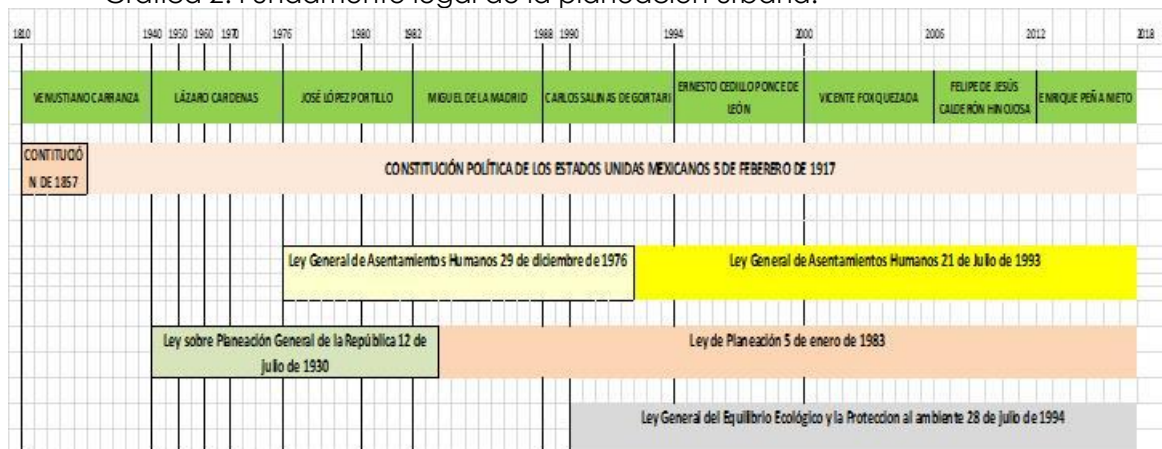 Gráfica 2. Fundamento legal de la planeación urbana.
1810 1940 1950 1960 1970 1976 1980 1982 1988 1990 1994 2000 2006 2012 2018
VENUSTIANO CARRANZA
LÁZARO CARDENAS
JOSÉ LÓPEZ PORTILLO
MIGUEL DE LA MADRID
CARLOS SALINAS DE GORTARI
ERNESTO CEDILLO PONCE DE
LEÓN
VICENTE FOX QUEZADA
FELIPE DE JESÚS
CALDERÓN HINOJOSA
ENRIQUE PEÑA NIETO
CONTITUCIÓ
N DE 1857
CONSTITUCIÓN POLÍTICA DE LOS ESTADOS UNIDAS MEXICANOS 5 DE FEBERERO DE 1917
Ley General de Asentamientos Humanos 29 de diciembre de 1976
Ley General de Asentamientos Humanos 21 de Julio de 1993
Ley sobre Planeación General de la República 12 de
julio de 1930
Ley de Planeación 5 de enero de 1983
Ley General del Equilibrio Ecológico y la Proteccion al ambiente 28 de julio de 1994